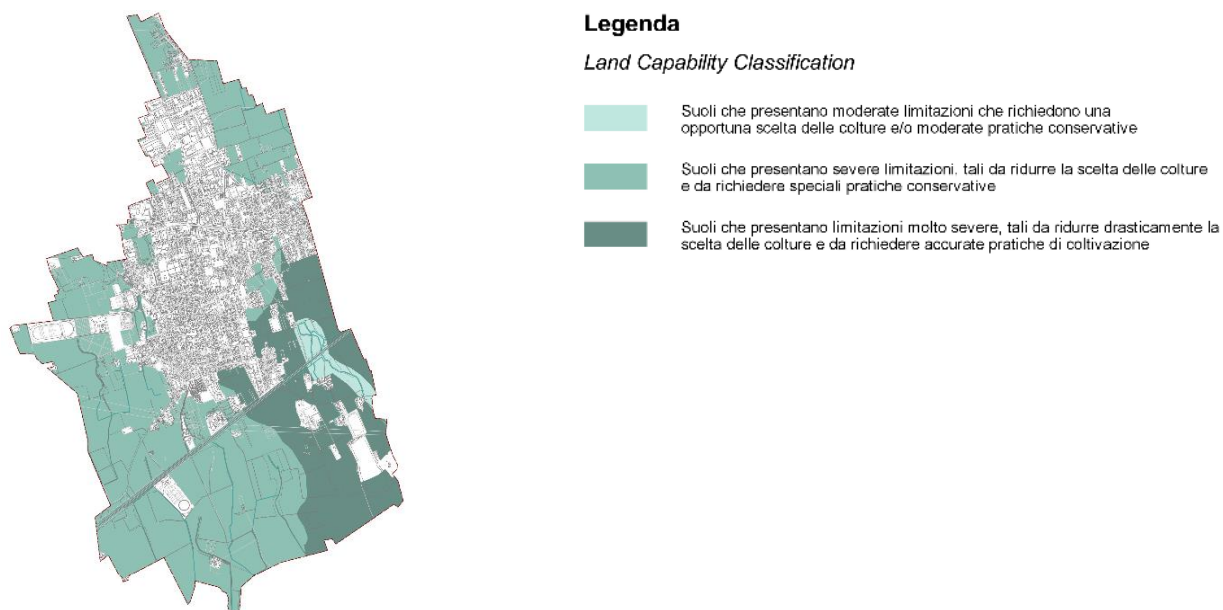 Legenda
Land Capability Classification
Suoli che presentano moderate limitazioni che richiedono una
opportuna scelta delle colture e/o moderate pratiche conservative
Suoli che presentano severe limitazioni. tali da ridurre la scelta delle colture
e da richiedere speciali pratiche conservative
Suoli che presentano limitazioni molto severe, tali da ridurre drasticamente la
scelta delle colture e da richiedere accurate pratiche di coltivazione